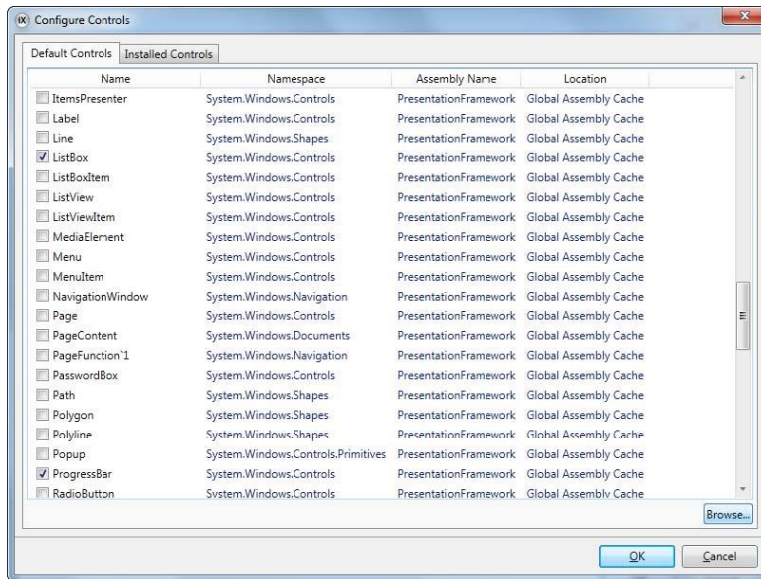 iX Configure Controls
Default Controls Installed Controls
Name Namespace Assembly Name Location
ItemsPresenter System.Windows.Controls PresentationFramework Global Assembly Cache
Label System.Windows.Controls PresentationFramework Global Assembly Cache
Line System.Windows.Shapes PresentationFramework Global Assembly Cache
ListBox System.Windows.Controls PresentationFramework Global Assembly Cache
ListBoxItem System.Windows.Controls PresentationFramework Global Assembly Cache
ListView System.Windows.Controls PresentationFramework Global Assembly Cache
ListViewItem System.Windows.Controls PresentationFramework Global Assembly Cache
MediaElement System.Windows.Controls PresentationFramework Global Assembly Cache
Menu System.Windows.Controls PresentationFramework Global Assembly Cache
MenuItem System.Windows.Controls PresentationFramework Global Assembly Cache
NavigationWindow System.Windows.Navigation PresentationFramework Global Assembly Cache
Page System.Windows.Controls PresentationFramework Global Assembly Cache
PageContent System.Windows.Documents PresentationFramework Global Assembly Cache
PageFunction`1 System.Windows.Navigation PresentationFramework Global Assembly Cache
PasswordBox System.Windows.Controls PresentationFramework Global Assembly Cache
Path System.Windows.Shapes PresentationFramework Global Assembly Cache
Polygon System.Windows.Shapes PresentationFramework Global Assembly Cache
Polyline System.Windows.Shapes PresentationFramework Global Assembly Cache
Popup System.Windows.Controls.Primitives PresentationFramework Global Assembly Cache
ProgressBar System.Windows.Controls PresentationFramework Global Assembly Cache
RadioButton System.Windows.Controls PresentationFramework Global Assembly Cache
Browse...
OK Cancel